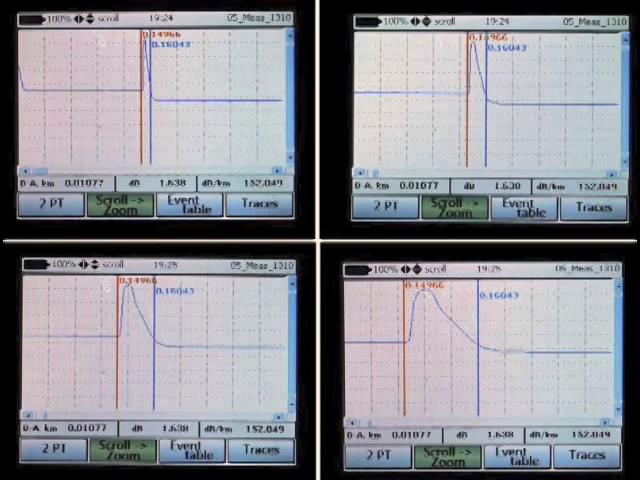 100% scroll 19:24 05_Meas_1310
0.14966
0.16043
0-A, km 0.01077 dB 1.638 dB/km 152.049
2 PT Scroll -> Zoom Event table Traces
100% scroll 19:24 05_Meas_1310
0.14966
0.16043
0-A, km 0.01077 dB 1.638 dB/km 152.049
2 PT Scroll -> Zoom Event table Traces
100% scroll 05_Meas_1310
0.14966
0.16043
0-A, km 0.01077 dB 1.638 dB/km 152.049
2 PT Scroll -> Zoom Event table Traces
100% scroll 05_Meas_1310
0.14966
0.16043
0-A, km 0.01077 dB 1.638 dB/km 152.049
2 PT Scroll -> Zoom Event table Traces